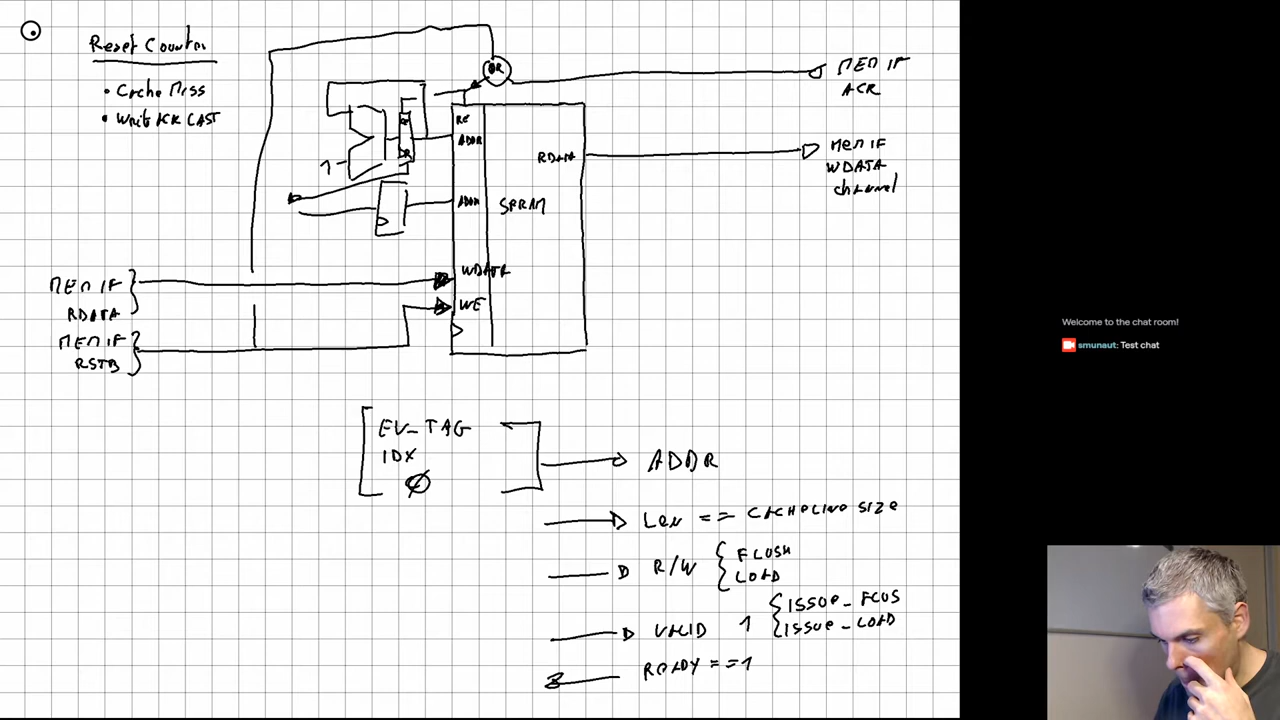 Reset Counter
• Cache Miss
• Write ACK CAST
OR
MEM IF
ACK
RE
ADDR
1
RDATA
MEM IF
WDATA
channel
ADDR
SPRAM
WDATA
WE
MEM IF
RDATA
MEM IF
RSTB
EV_TAG
IDX
Ø
ADDR
Len == CACHELINE SIZE
R/W { FLUSH
LOAD
VALID 1 { ISSUE_FLUS
ISSUE_LOAD
READY ==1
Welcome to the chat room!
smunaut: Test chat